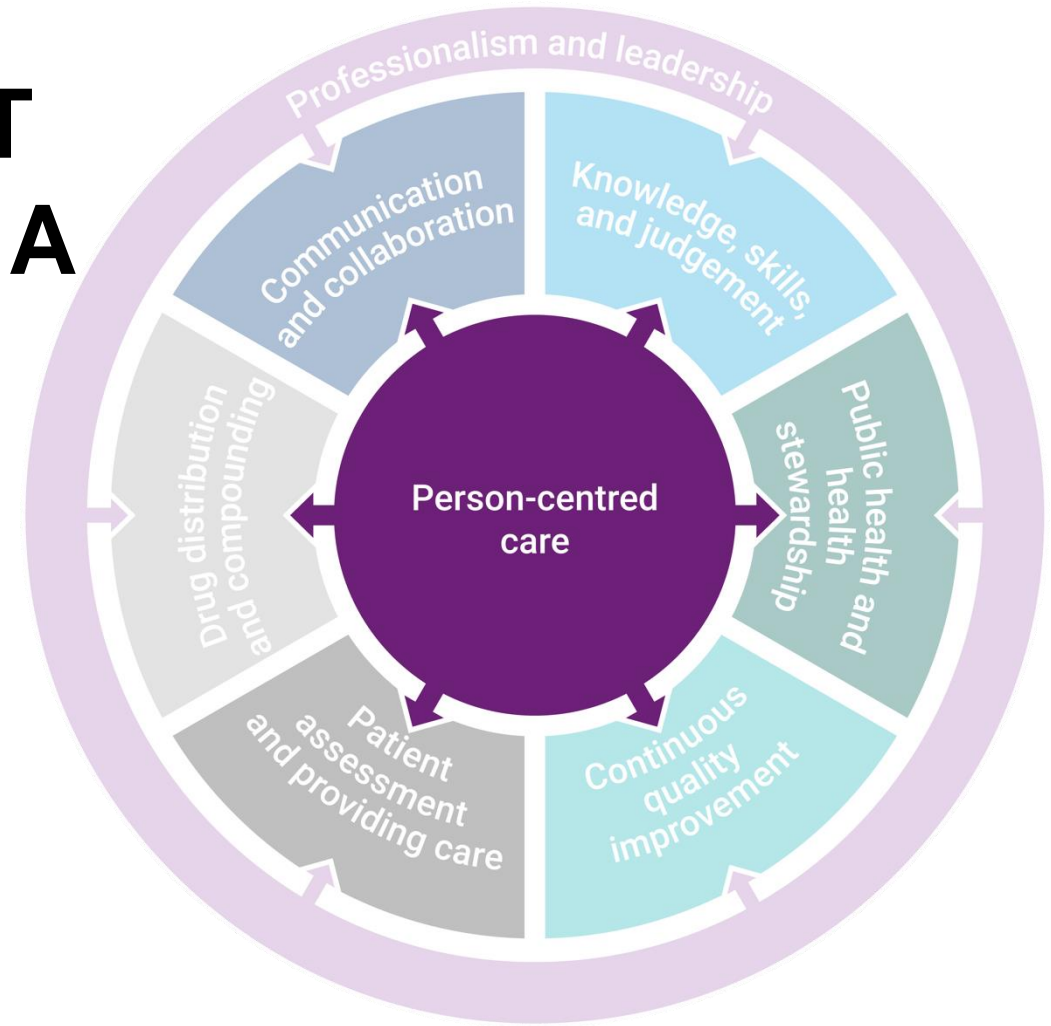 T
A
Professionalism and leadership
Communication
and collaboration
Knowledge, skills,
and judgement
Drug distribution
and compounding
Person-centred
care
Public health and
health
stewardship
Patient
assessment
and providing care
Continuous
quality
improvement